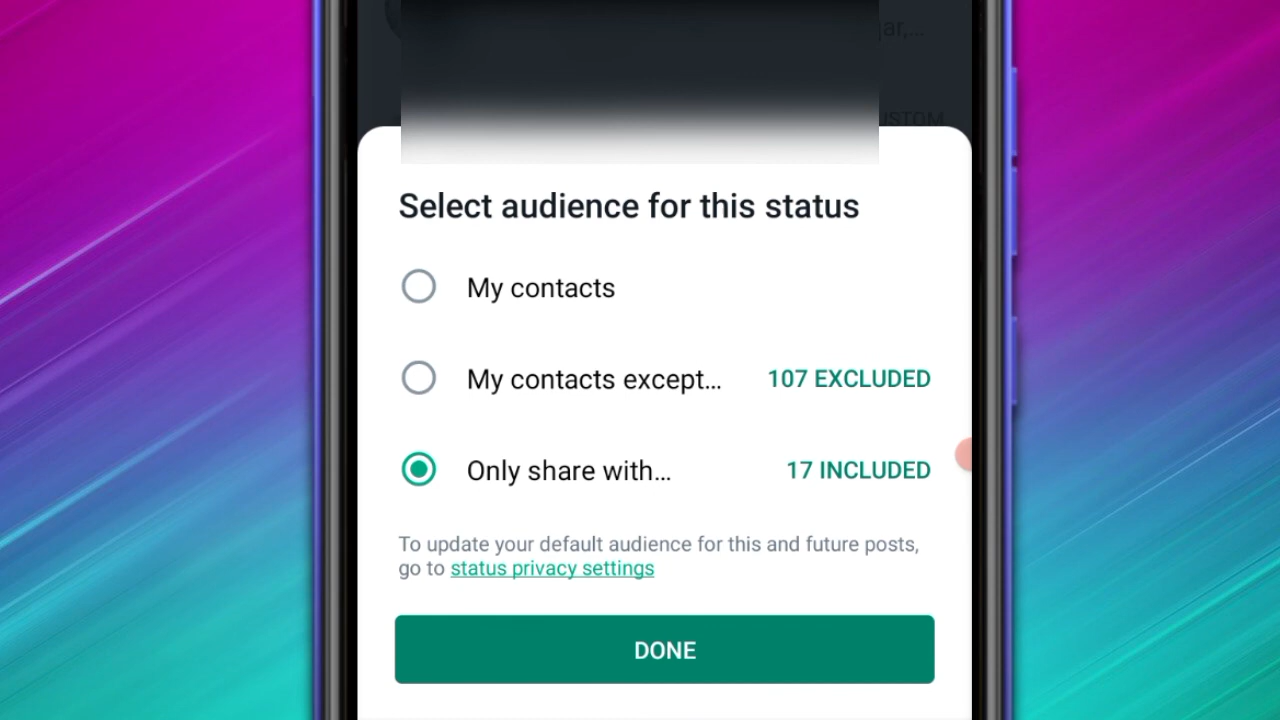 Select audience for this status
My contacts
My contacts except... 107 EXCLUDED
Only share with... 17 INCLUDED
To update your default audience for this and future posts,
go to status privacy settings
DONE